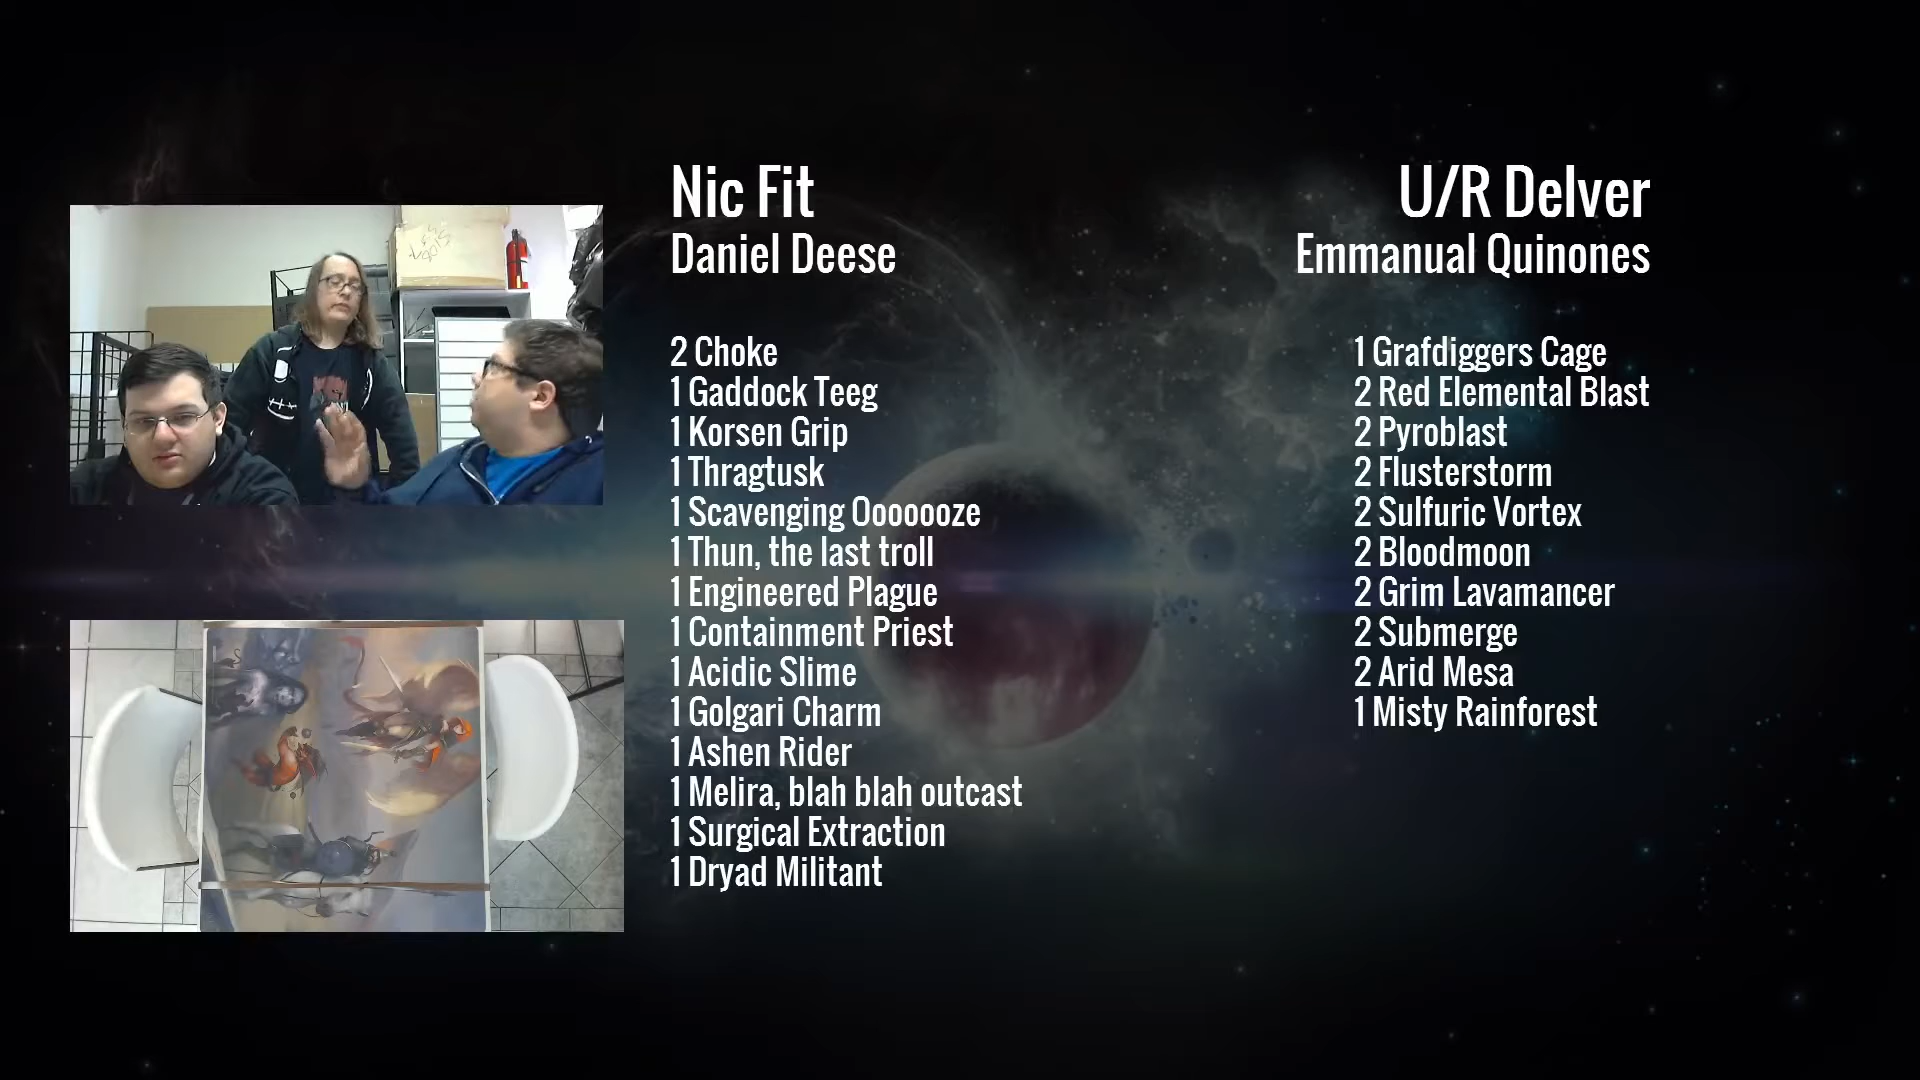 Nic Fit
Daniel Deese
2 Choke
1 Gaddock Teeg
1 Korsen Grip
1 Thragtusk
1 Scavenging Ooooooze
1 Thun, the last troll
1 Engineered Plague
1 Containment Priest
1 Acidic Slime
1 Golgari Charm
1 Ashen Rider
1 Melira, blah blah outcast
1 Surgical Extraction
1 Dryad Militant
U/R Delver
Emmanual Quinones
1 Grafdiggers Cage
2 Red Elemental Blast
2 Pyroblast
2 Flusterstorm
2 Sulfuric Vortex
2 Bloodmoon
2 Grim Lavamancer
2 Submerge
2 Arid Mesa
1 Misty Rainforest